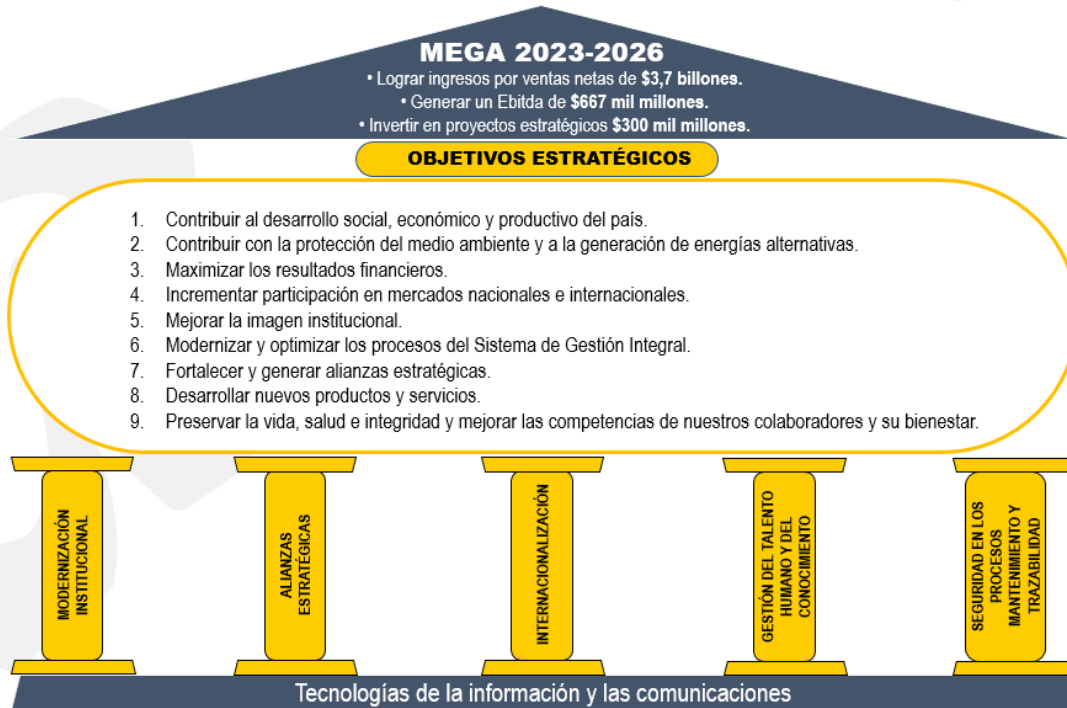 MEGA 2023-2026
• Lograr ingresos por ventas netas de $3,7 billones.
• Generar un Ebitda de $667 mil millones.
• Invertir en proyectos estratégicos $300 mil millones.
OBJETIVOS ESTRATÉGICOS
1. Contribuir al desarrollo social, económico y productivo del país.
2. Contribuir con la protección del medio ambiente y a la generación de energías alternativas.
3. Maximizar los resultados financieros.
4. Incrementar participación en mercados nacionales e internacionales.
5. Mejorar la imagen institucional.
6. Modernizar y optimizar los procesos del Sistema de Gestión Integral.
7. Fortalecer y generar alianzas estratégicas.
8. Desarrollar nuevos productos y servicios.
9. Preservar la vida, salud e integridad y mejorar las competencias de nuestros colaboradores y su bienestar.
MODERNIZACIÓN
INSTITUCIONAL
ALIANZAS
ESTRATÉGICAS
INTERNACIONALIZACIÓN
GESTIÓN DEL TALENTO
HUMANO Y DEL
CONOCIMIENTO
SEGURIDAD EN LOS
PROCESOS
MANTENIMIENTO Y
TRAZABILIDAD
Tecnologías de la información y las comunicaciones